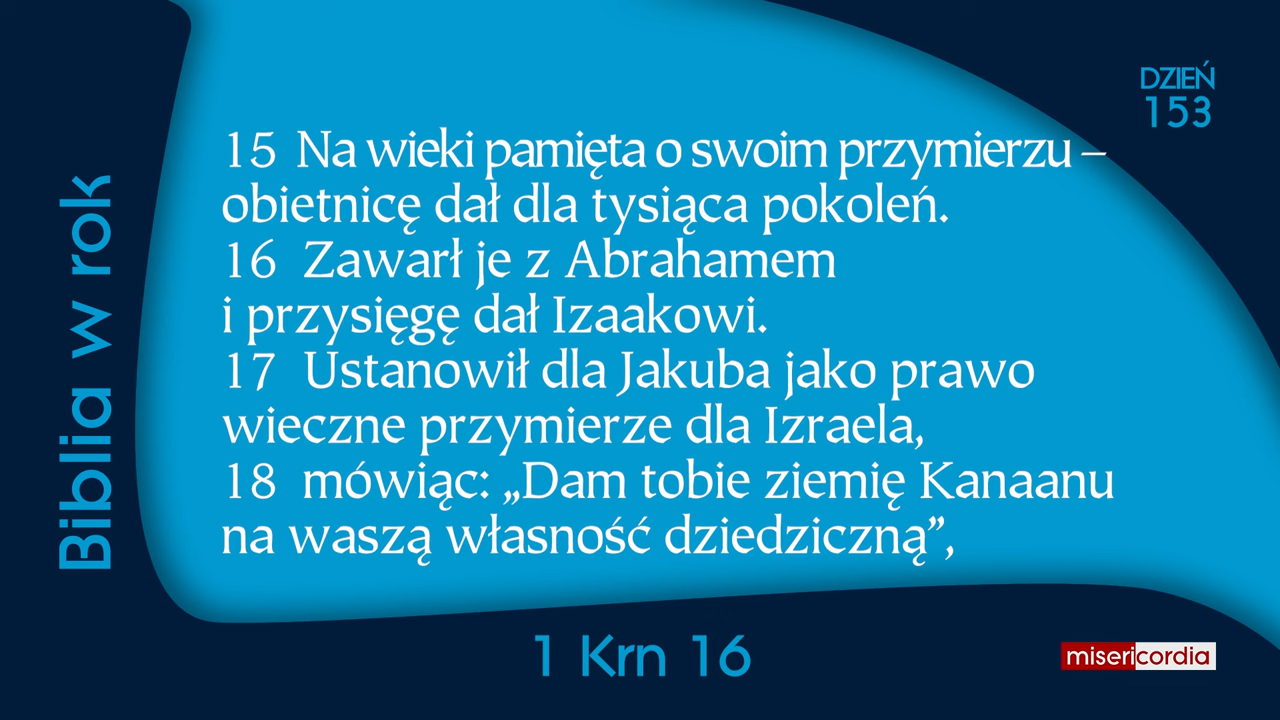 DZIEŃ
153
15 Na wieki pamięta o swoim przymierzu –
obietnicę dał dla tysiąca pokoleń.
16 Zawarł je z Abrahamem
i przysięgę dał Izaakowi.
17 Ustanowił dla Jakuba jako prawo
wieczne przymierze dla Izraela,
18 mówiąc: „Dam tobie ziemię Kanaanu
na waszą własność dziedziczną”,
Biblia w rok
1 Krn 16
misericordia